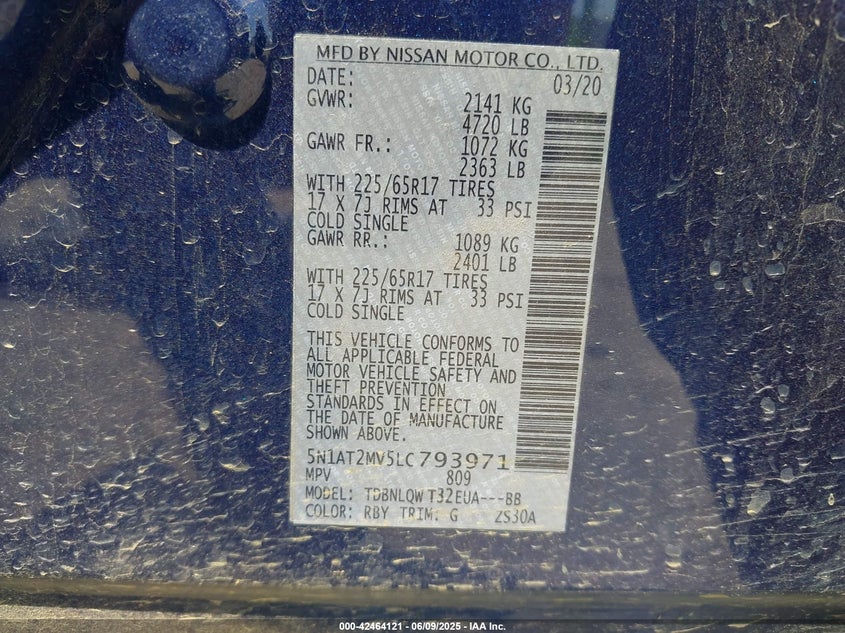 MFD BY NISSAN MOTOR CO., LTD.
DATE: 03/20
GVWR: 2141 KG
4720 LB
GAWR FR.: 1072 KG
2363 LB
WITH 225/65R17 TIRES
17 X 7J RIMS AT 33 PSI
COLD SINGLE
GAWR RR.: 1089 KG
2401 LB
WITH 225/65R17 TIRES
17 X 7J RIMS AT 33 PSI
COLD SINGLE
THIS VEHICLE CONFORMS TO
ALL APPLICABLE FEDERAL
MOTOR VEHICLE SAFETY AND
THEFT PREVENTION
STANDARDS IN EFFECT ON
THE DATE OF MANUFACTURE
SHOWN ABOVE.
5N1AT2MV5LC793971
MPV 809
MODEL: TDBNLQW T32EUA---BB
COLOR: RBY TRIM: G ZS30A
000-42464121 - 06/09/2025 - IAA Inc.